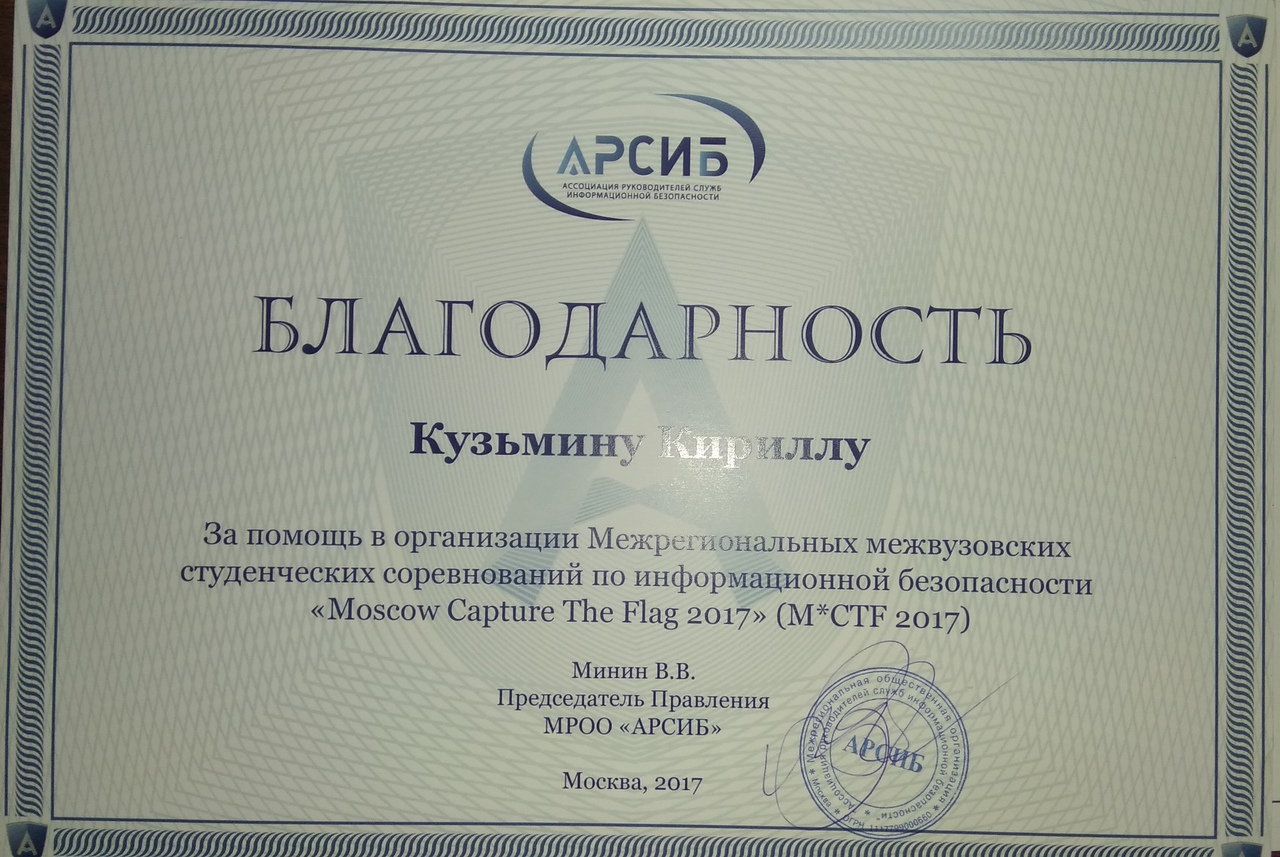 АРСИБ
АССОЦИАЦИЯ РУКОВОДИТЕЛЕЙ СЛУЖБ
ИНФОРМАЦИОННОЙ БЕЗОПАСНОСТИ
БЛАГОДАРНОСТЬ
Кузьмину Кириллу
За помощь в организации Межрегиональных межвузовских
студенческих соревнований по информационной безопасности
«Moscow Capture The Flag 2017» (M*CTF 2017)
Минин В.В.
Председатель Правления
МРОО «АРСИБ»
Москва, 2017
Межрегиональная общественная организация
Ассоциация руководителей служб информационной безопасности"
АРСИБ
Москва
ОГРН